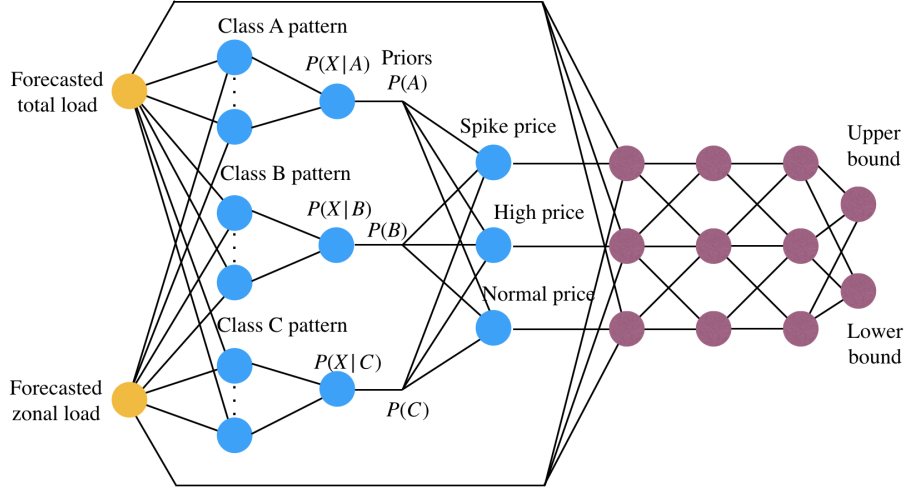 Class A pattern
Forecasted
total load
P(X|A)
Priors
P(A)
Spike price
Class B pattern
P(X|B)
P(B)
High price
Normal price
Class C pattern
P(X|C)
P(C)
Forecasted
zonal load
Upper
bound
Lower
bound